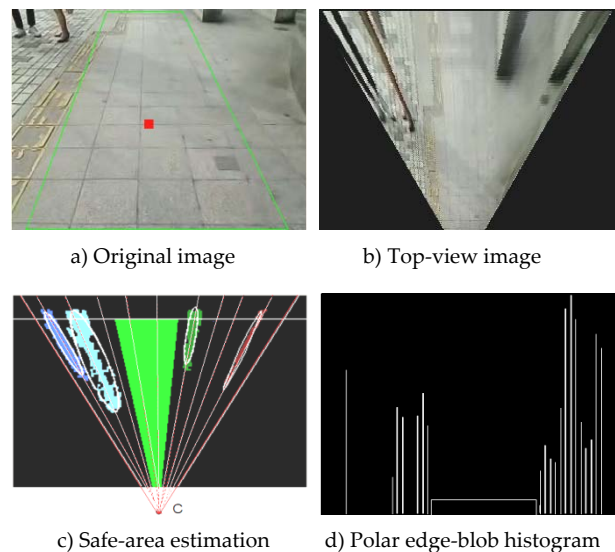 a) Original image
b) Top-view image
C
c) Safe-area estimation
d) Polar edge-blob histogram